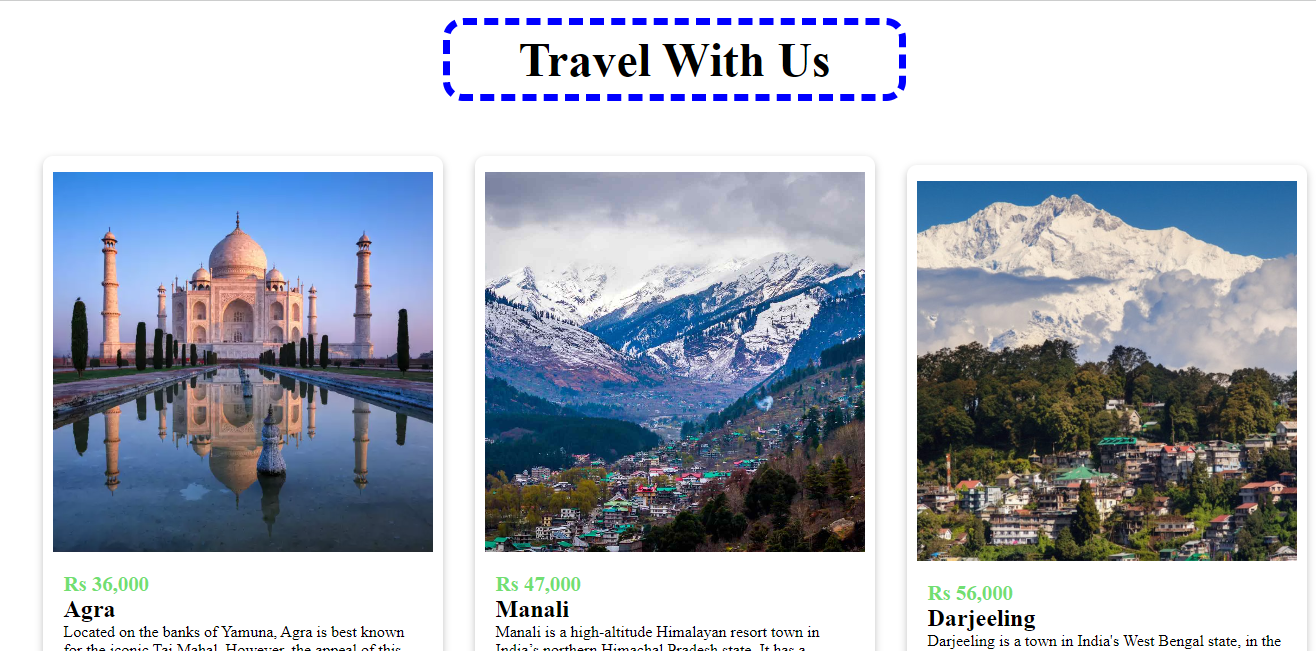 Travel With Us
Rs 36,000
Agra
Located on the banks of Yamuna, Agra is best known
for the iconic Taj Mahal. However, the appeal of this
Rs 47,000
Manali
Manali is a high-altitude Himalayan resort town in
India's northern Himachal Pradesh state. It has a
Rs 56,000
Darjeeling
Darjeeling is a town in India's West Bengal state, in the